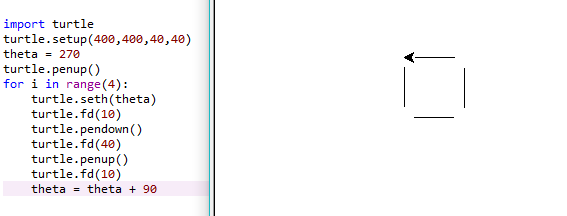 import turtle
turtle.setup(400,400,40,40)
theta = 270
turtle.penup()
for i in range(4):
    turtle.seth(theta)
    turtle.fd(10)
    turtle.pendown()
    turtle.fd(40)
    turtle.penup()
    turtle.fd(10)
    theta = theta + 90